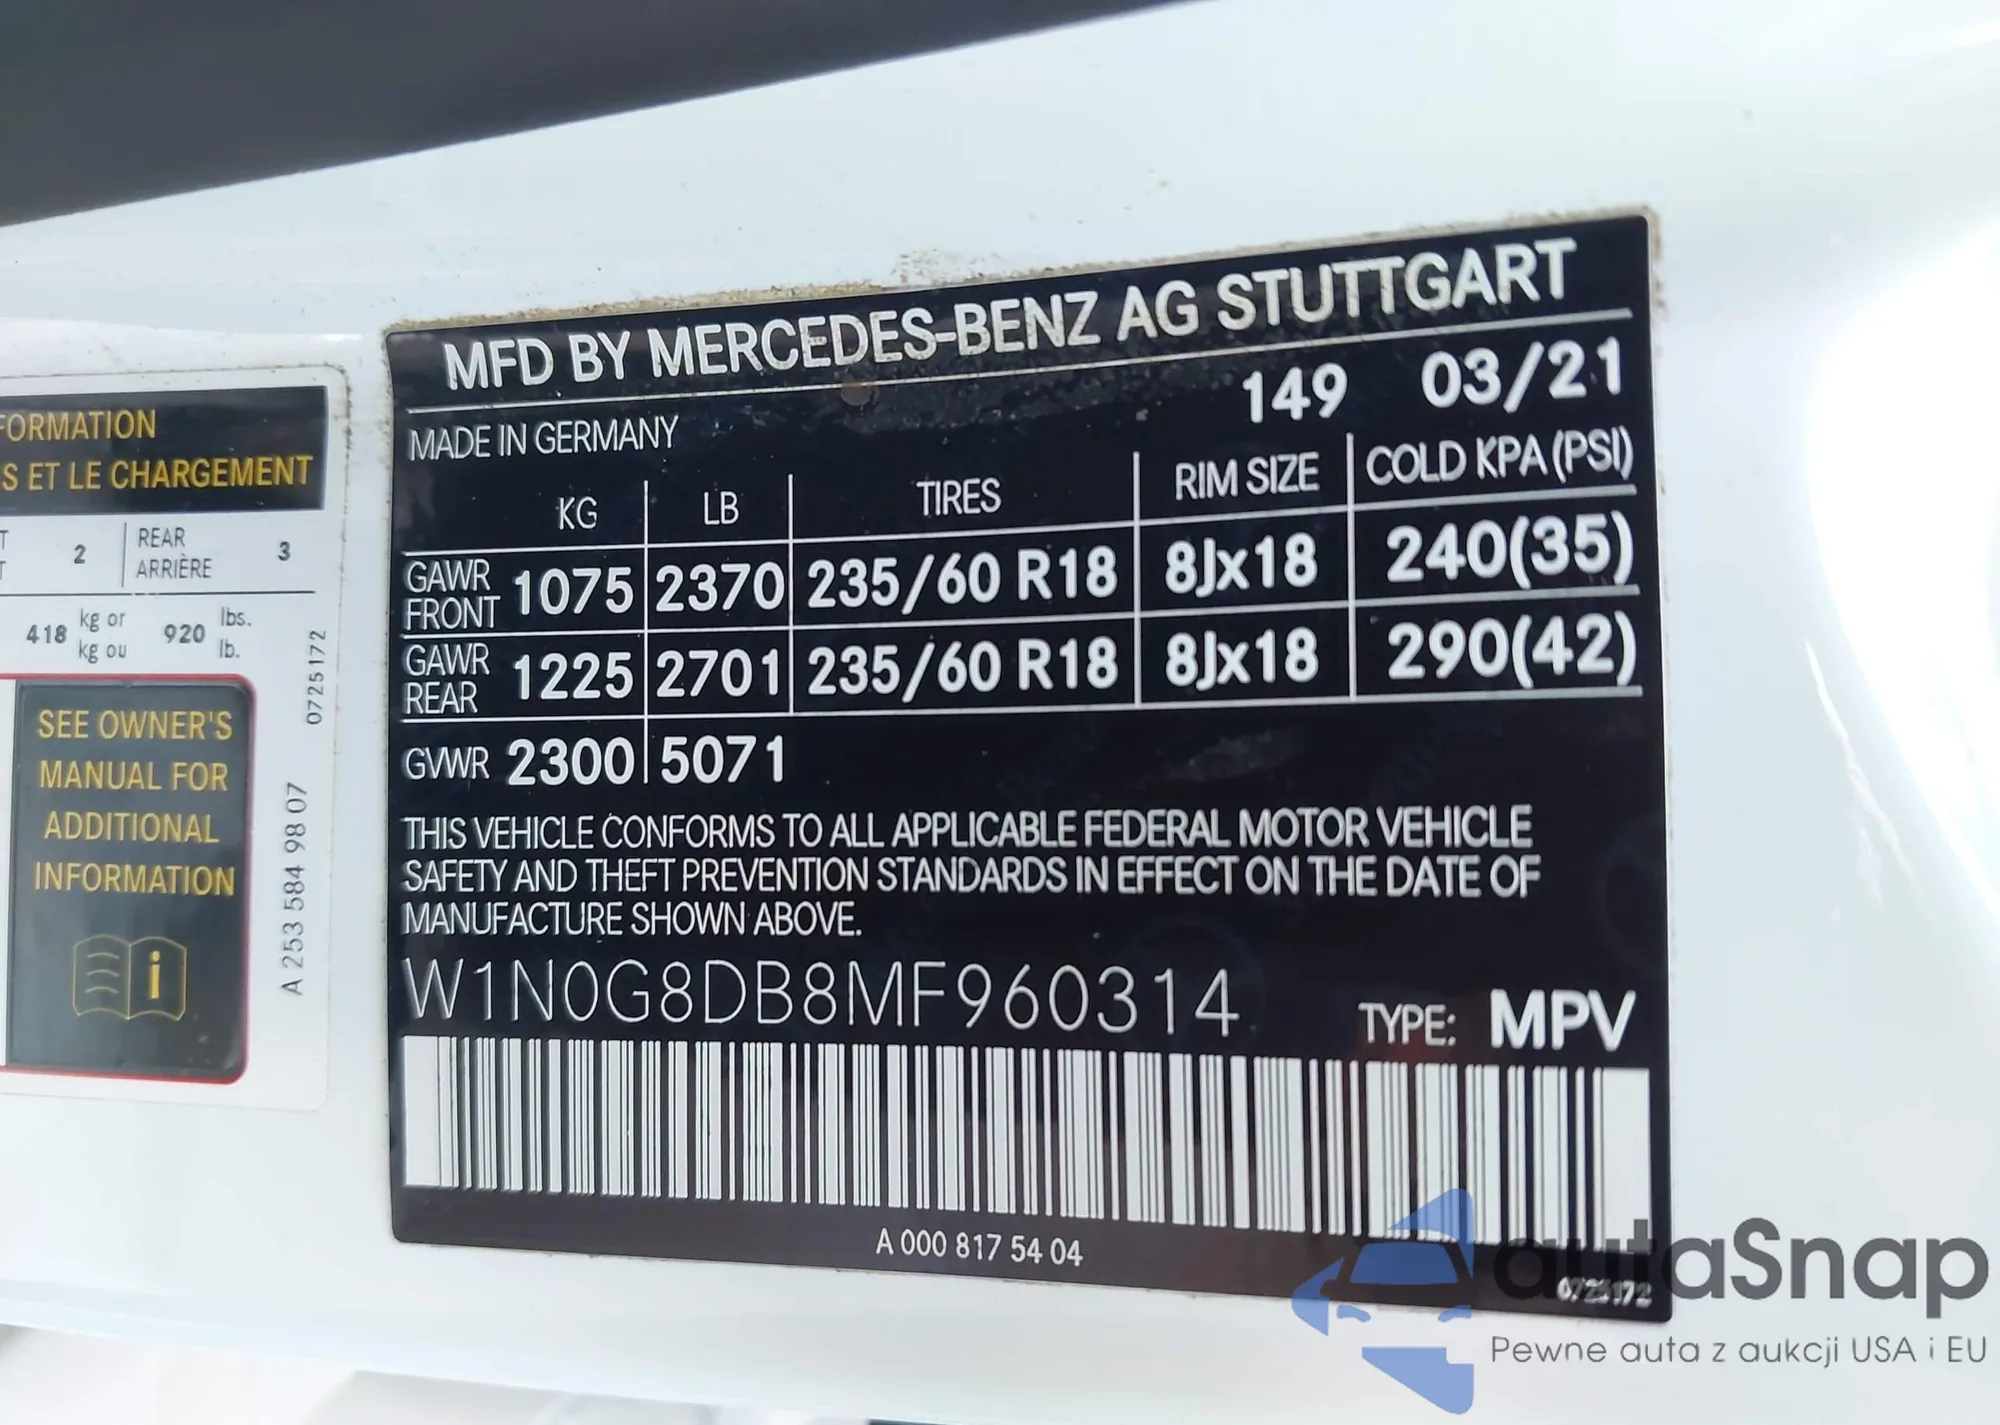 FORMATION
S ET LE CHARGEMENT
T 2 REAR 3
T ARRIÈRE
418 kg or 920 lbs.
kg ou lb.
0725172
SEE OWNER'S
MANUAL FOR
ADDITIONAL
INFORMATION
i
A 253 584 98 07
MFD BY MERCEDES-BENZ AG STUTTGART
149 03/21
MADE IN GERMANY
KG LB TIRES RIM SIZE COLD KPA (PSI)
GAWR FRONT 1075 2370 235/60 R18 8Jx18 240(35)
GAWR REAR 1225 2701 235/60 R18 8Jx18 290(42)
GVWR 2300 5071
THIS VEHICLE CONFORMS TO ALL APPLICABLE FEDERAL MOTOR VEHICLE
SAFETY AND THEFT PREVENTION STANDARDS IN EFFECT ON THE DATE OF
MANUFACTURE SHOWN ABOVE.
W1N0G8DB8MF960314
TYPE: MPV
A 000 817 54 04
0725172
autaSnap
Pewne auta z aukcji USA i EU